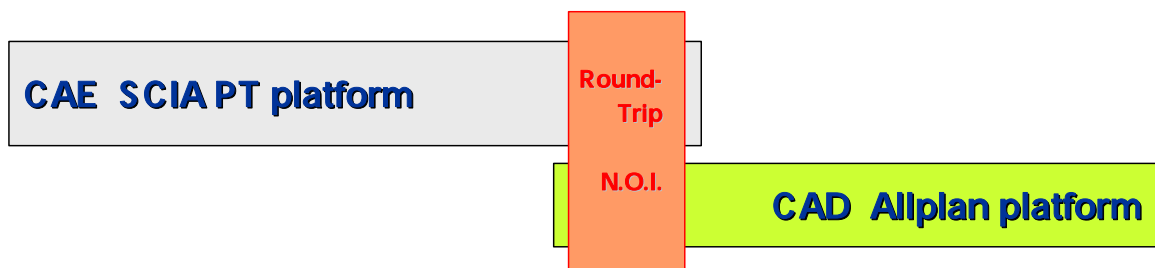 CAE SCIA PT platform
Round-
Trip
N.O.I.
CAD Allplan platform